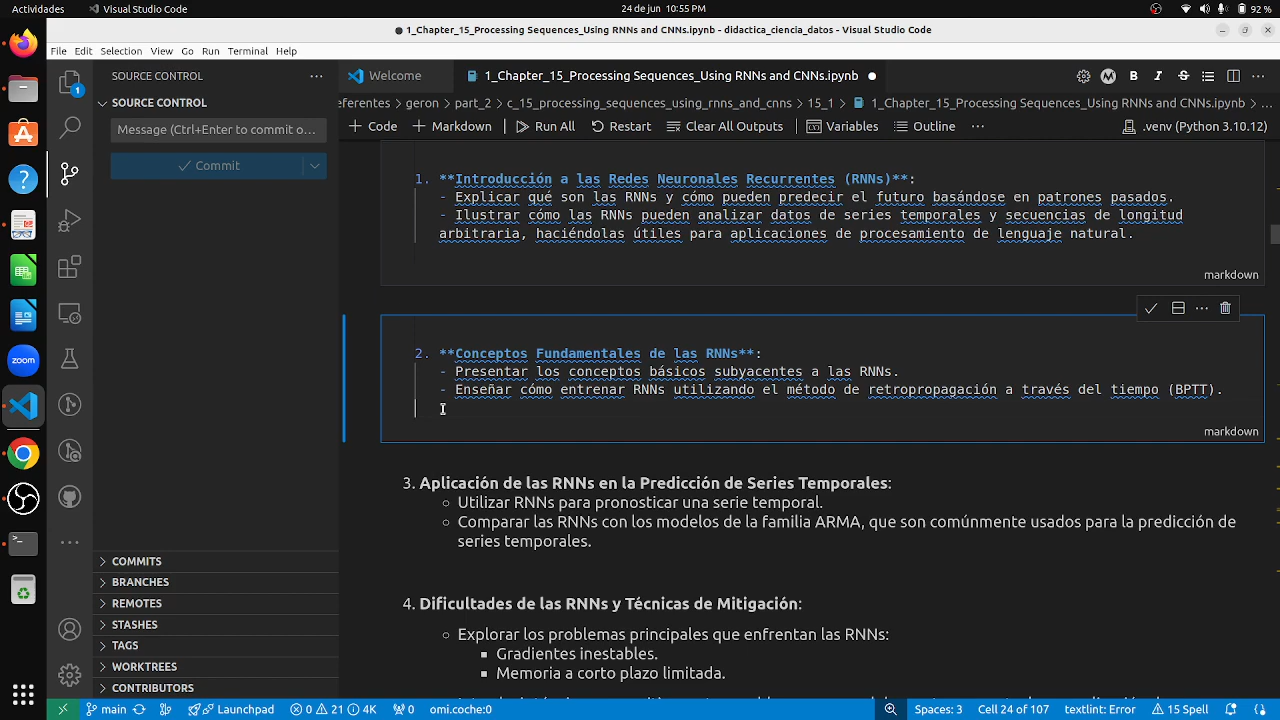 Actividades
Visual Studio Code
24 de jun 10:55 PM
92 %
1_Chapter_15_Processing Sequences_Using RNNs and CNNs.ipynb - didactica_ciencia_datos - Visual Studio Code
File Edit Selection View Go Run Terminal Help
SOURCE CONTROL
Welcome
1_Chapter_15_Processing Sequences_Using RNNs and CNNs.ipynb
SOURCE CONTROL
eferentes > geron > part_2 > c_15_processing_sequences_using_rnns_and_cnns > 15_1 > 1_Chapter_15_Processing Sequences_Using RNNs and CNNs.ipynb > ...
Message (Ctrl+Enter to commit o...
+ Code + Markdown Run All Restart Clear All Outputs Variables Outline ... .venv (Python 3.10.12)
Commit
1. **Introducción a las Redes Neuronales Recurrentes (RNNs)**:
- Explicar qué son las RNNs y cómo pueden predecir el futuro basándose en patrones pasados.
- Ilustrar cómo las RNNs pueden analizar datos de series temporales y secuencias de longitud
arbitraria, haciéndolas útiles para aplicaciones de procesamiento de lenguaje natural.
markdown
2. **Conceptos Fundamentales de las RNNs**:
- Presentar los conceptos básicos subyacentes a las RNNs.
- Enseñar cómo entrenar RNNs utilizando el método de retropropagación a través del tiempo (BPTT).
markdown
3. Aplicación de las RNNs en la Predicción de Series Temporales:
Utilizar RNNs para pronosticar una serie temporal.
Comparar las RNNs con los modelos de la familia ARMA, que son comúnmente usados para la predicción de
series temporales.
4. Dificultades de las RNNs y Técnicas de Mitigación:
Explorar los problemas principales que enfrentan las RNNs:
Gradientes inestables.
Memoria a corto plazo limitada.
COMMITS
BRANCHES
REMOTES
STASHES
TAGS
WORKTREES
CONTRIBUTORS
zoom
1
main Launchpad 0 21 4K 0 omi.coche:0 Spaces: 3 Cell 24 of 107 textlint: Error 15 Spell